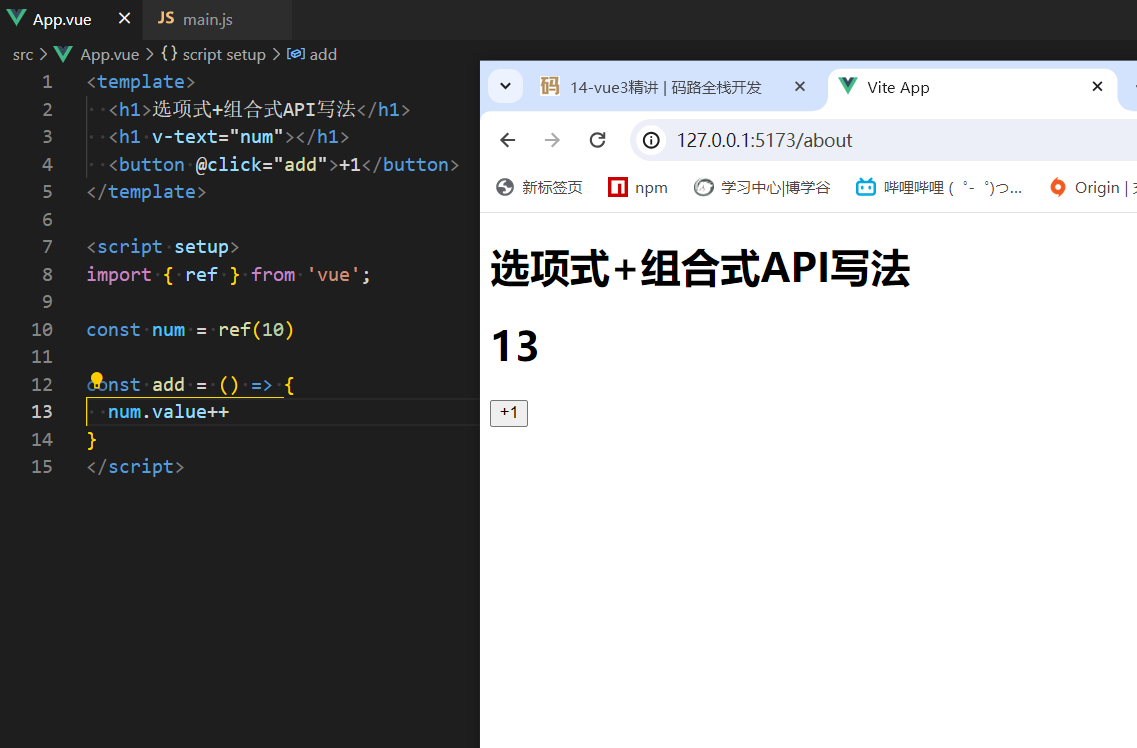 App.vue ✕ JS main.js
src > App.vue > {} script setup > add
1 <template>
2 <h1>选项式+组合式API写法</h1>
3 <h1 v-text="num"></h1>
4 <button @click="add">+1</button>
5 </template>
6
7 <script setup>
8 import { ref } from 'vue';
9
10 const num = ref(10)
11
12 const add = () => {
13 num.value++
14 }
15 </script>
码 14-vue3精讲 | 码路全栈开发 ✕ Vite App ✕
127.0.0.1:5173/about
新标签页 npm 学习中心|博学谷 哔哩哔哩 ( ゜- ゜)つ... Origin |
选项式+组合式API写法
13
+1